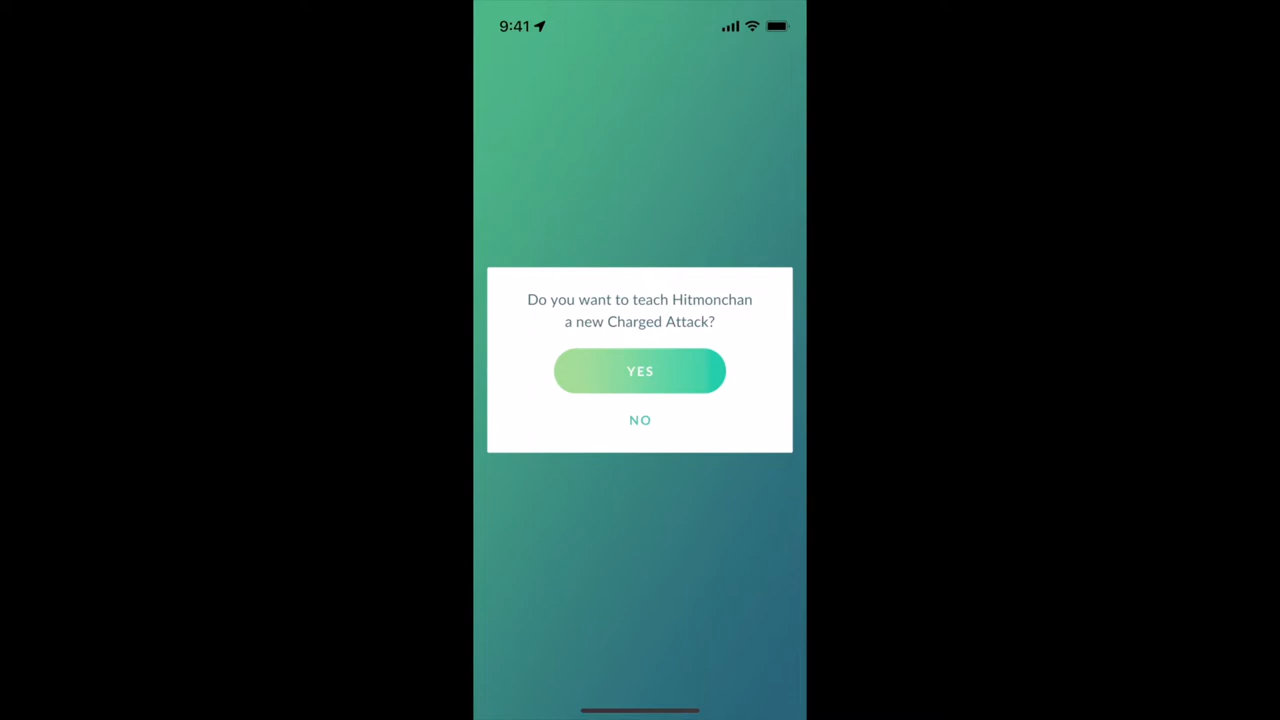 9:41
Do you want to teach Hitmonchan
a new Charged Attack?
YES
NO